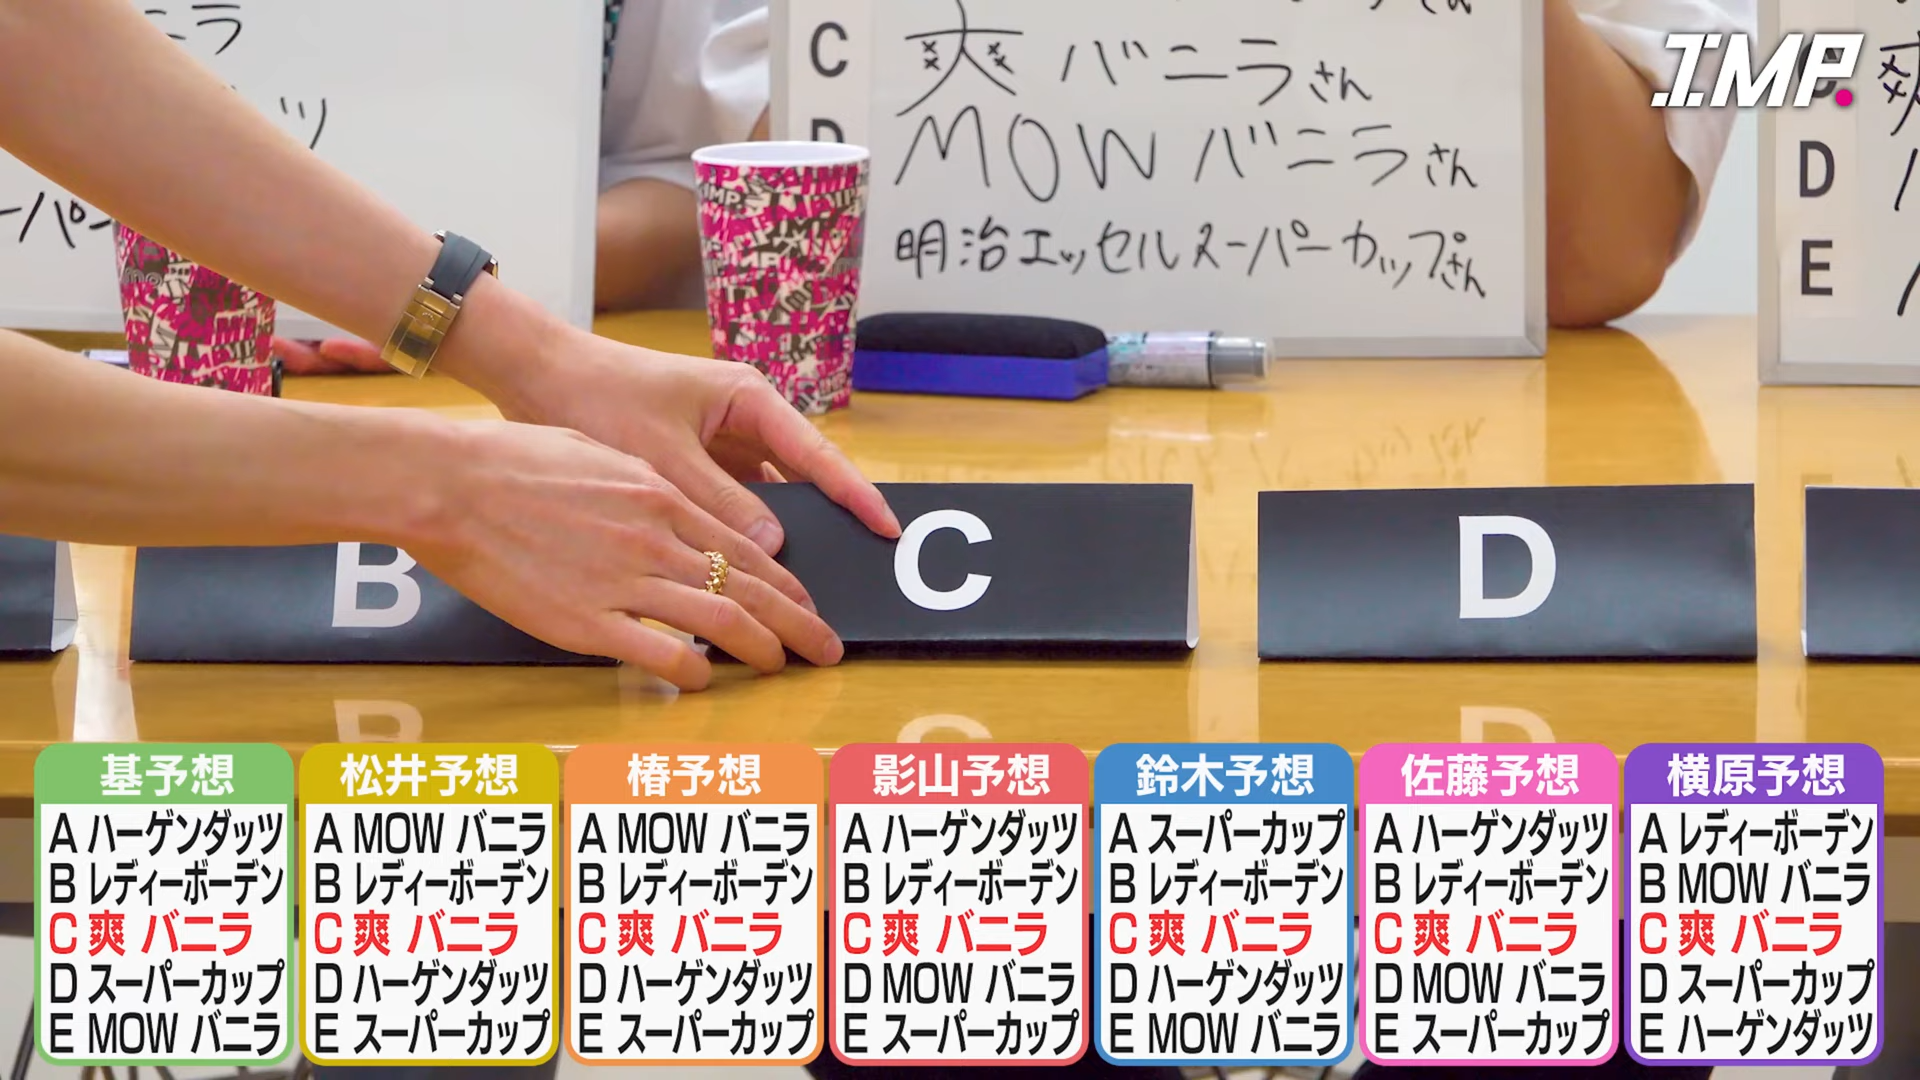 C 爽 バニラさん
D MOW バニラさん
明治エッセルスーパーカップさん
IMP.
D
E
B
C
D
基予想
A ハーゲンダッツ
B レディーボーデン
C 爽 バニラ
D スーパーカップ
E MOW バニラ
松井予想
A MOW バニラ
B レディーボーデン
C 爽 バニラ
D ハーゲンダッツ
E スーパーカップ
椿予想
A MOW バニラ
B レディーボーデン
C 爽 バニラ
D ハーゲンダッツ
E スーパーカップ
影山予想
A ハーゲンダッツ
B レディーボーデン
C 爽 バニラ
D MOW バニラ
E スーパーカップ
鈴木予想
A スーパーカップ
B レディーボーデン
C 爽 バニラ
D ハーゲンダッツ
E MOW バニラ
佐藤予想
A ハーゲンダッツ
B レディーボーデン
C 爽 バニラ
D MOW バニラ
E スーパーカップ
横原予想
A レディーボーデン
B MOW バニラ
C 爽 バニラ
D スーパーカップ
E ハーゲンダッツ